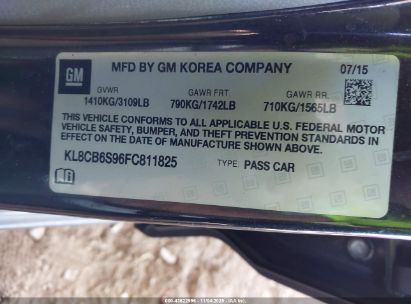 GM
MFD BY GM KOREA COMPANY 07/15
GVWR GAWR FRT. GAWR RR.
1410KG/3109LB 790KG/1742LB 710KG/1565LB
THIS VEHICLE CONFORMS TO ALL APPLICABLE U.S. FEDERAL MOTOR
VEHICLE SAFETY, BUMPER, AND THEFT PREVENTION STANDARDS IN
EFFECT ON THE DATE OF MANUFACTURE SHOWN ABOVE.
KL8CB6S96FC811825 TYPE: PASS CAR